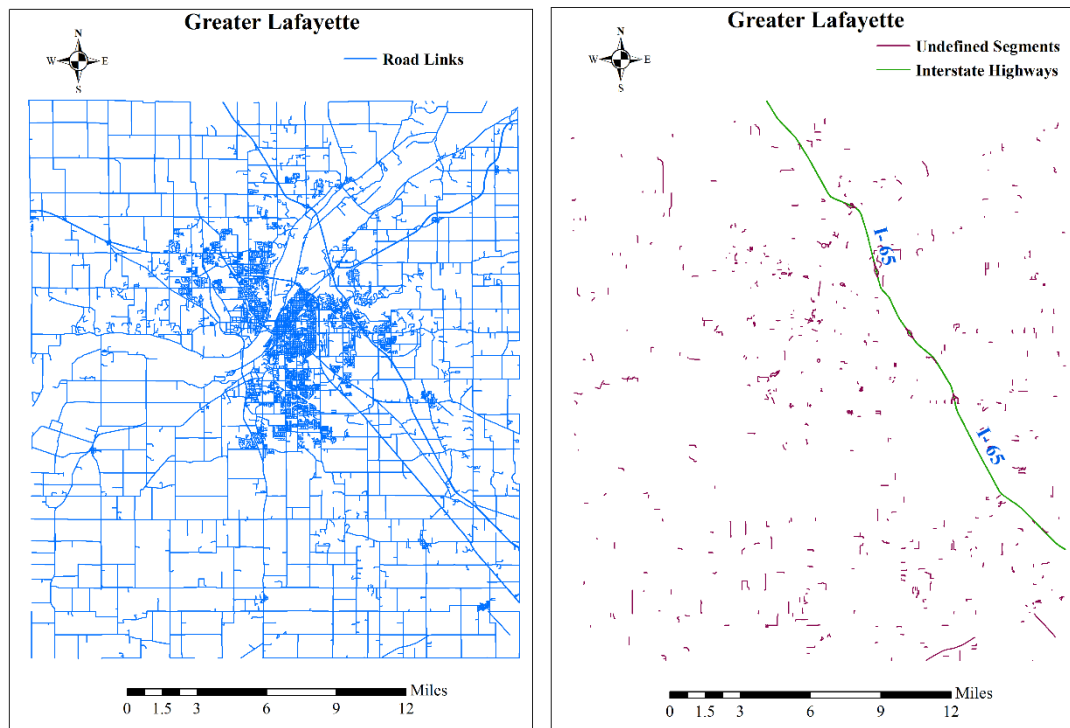 Greater Lafayette
N
W E
S
Road Links
Miles
0 1.5 3 6 9 12
Greater Lafayette
N
W E
S
Undefined Segments
Interstate Highways
I-65
I-65
Miles
0 1.5 3 6 9 12